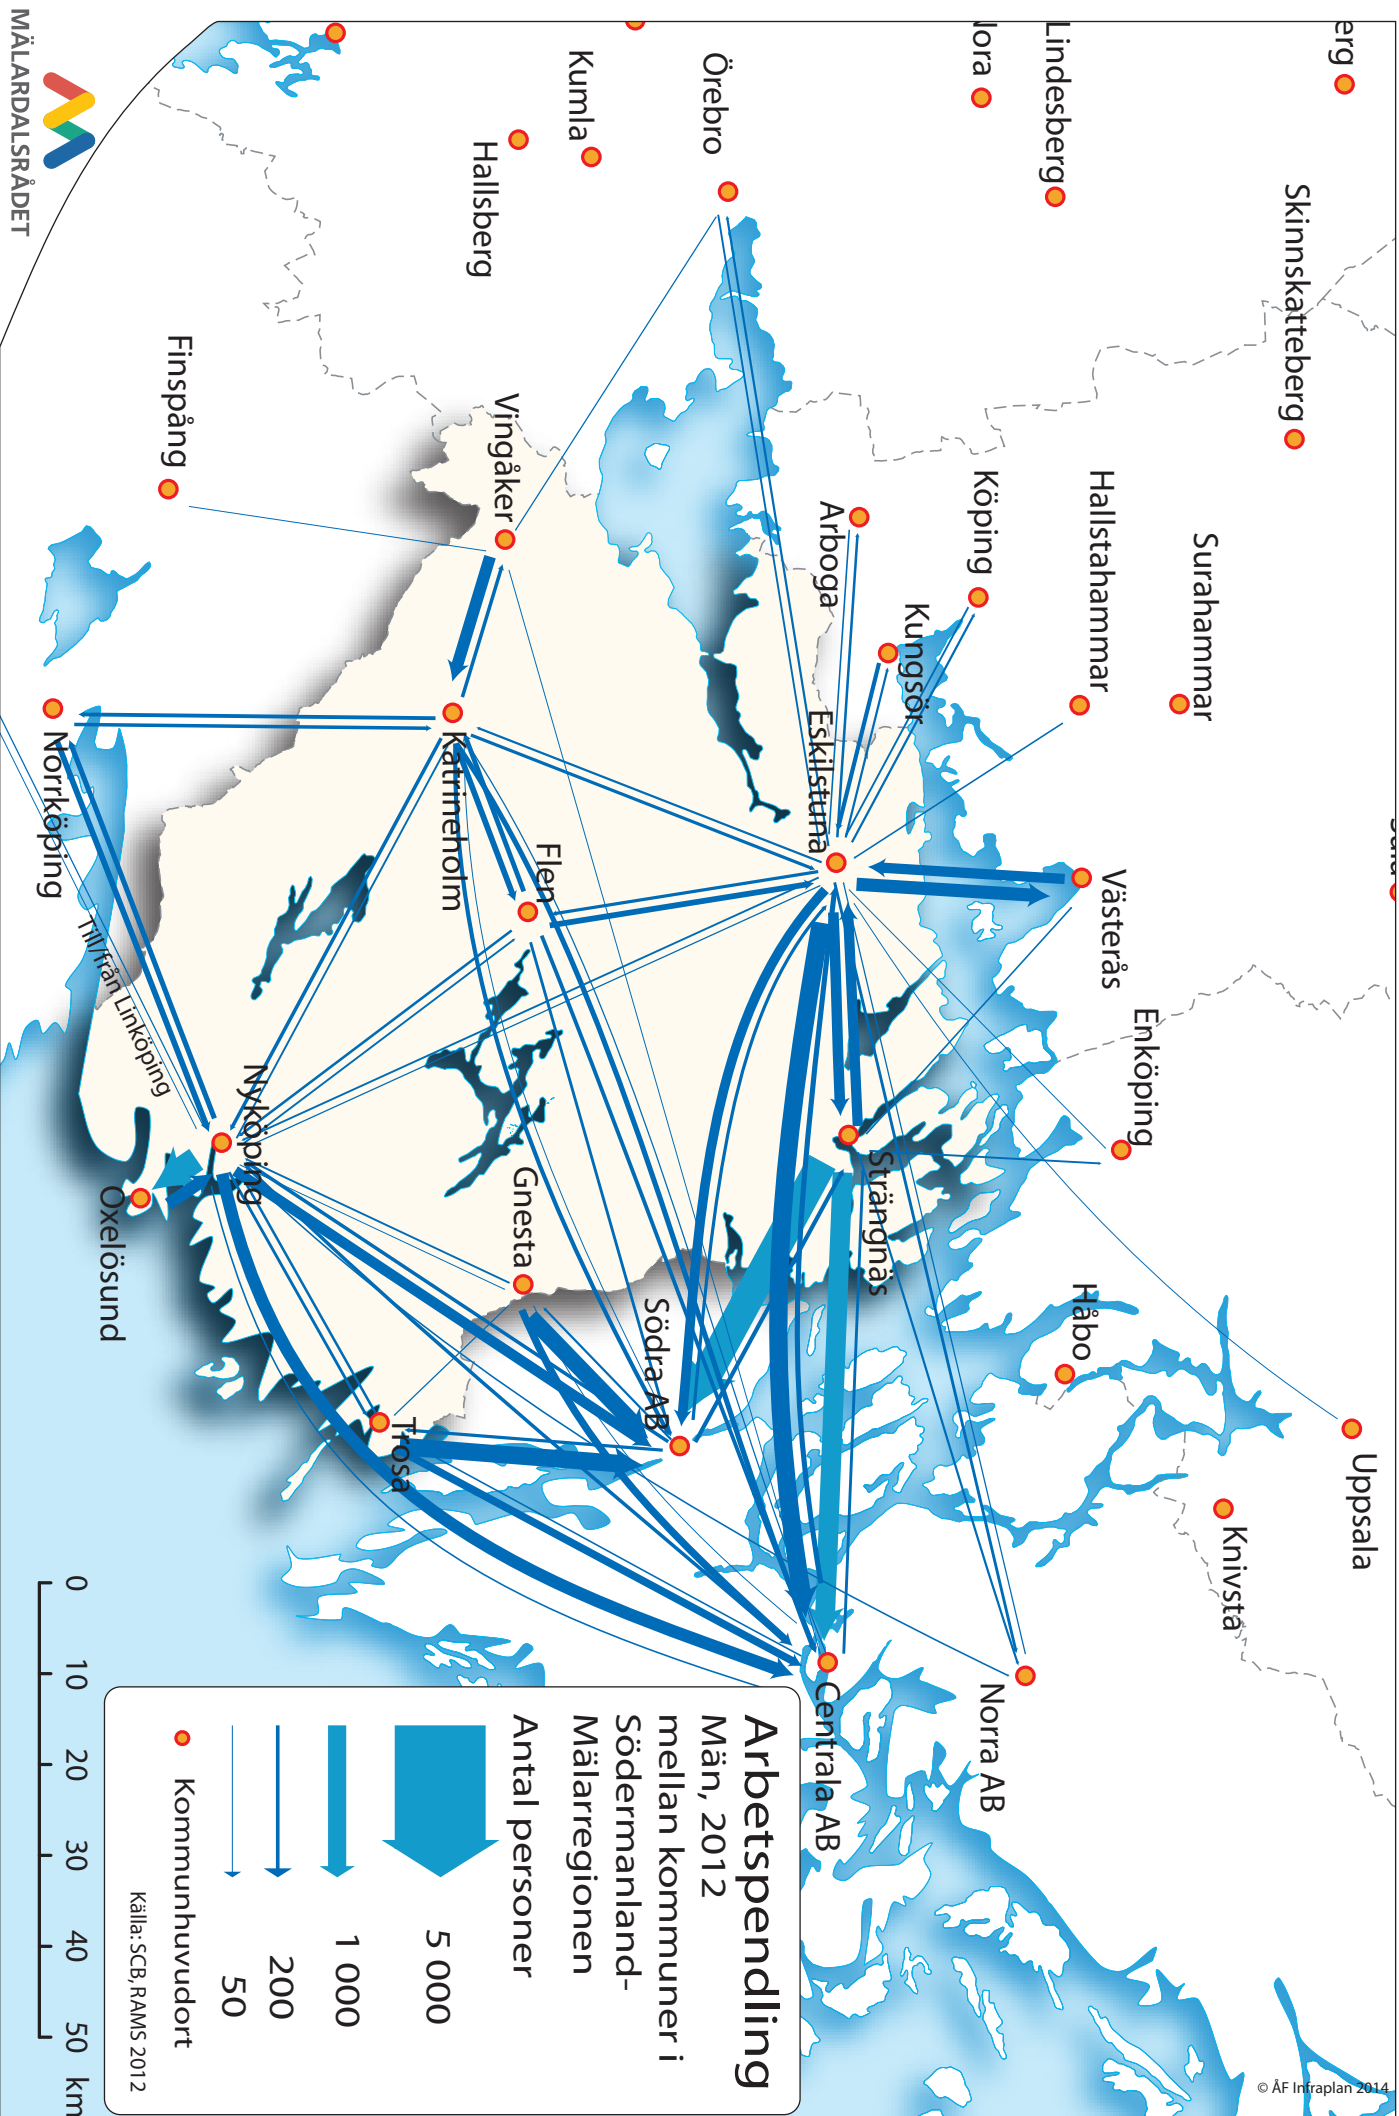 erg
Skinnskatteberg
Lindesberg
Nora
Örebro
Kumla
Hallsberg
Finspång
Vingåker
Arboga
Köping
Kungsör
Hallstahammar
Surahammar
Eskilstuna
Västerås
Enköping
Katrineholm
Flen
Norrköping
Till/från Linköping
Nyköping
Oxelösund
Gnesta
Strängnäs
Håbo
Södra AB
Trosa
Uppsala
Knivsta
Norra AB
Centrala AB
Arbetspendling
Män, 2012
mellan kommuner i
Södermanland-
Mälarregionen
Antal personer
5 000
1 000
200
50
Kommunhuvudort
Källa: SCB, RAMS 2012
0 10 20 30 40 50 km
© ÅF Infraplan 2014
MÄLARDALSRÅDET